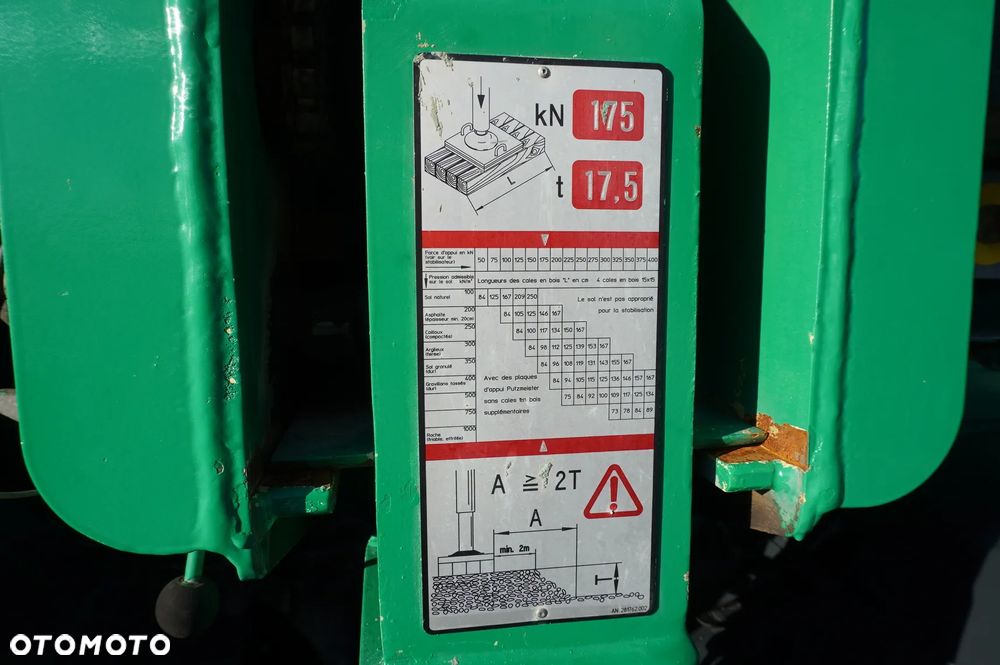 kN 175
t 17,5
L
Force d'appui en kN
(voir sur le
stabilisateur)
50 75 100 125 150 175 200 225 250 275 300 325 350 375 400
Pression admissible
sur le sol kN/m²
Longueurs des cales en bois "L" en cm 4 cales en bois 15x15
100
Sol naturel
84 125 167 209 250
Le sol n'est pas approprié
pour la stabilisation
200
Asphalte
(épaisseur min. 20cm)
84 105 125 146 167
250
Cailloux
(compactés)
84 100 117 134 150 167
300
Argileux
(ferse)
84 98 112 125 139 153 167
350
Sol granulé
(dur)
84 96 108 119 131 143 155 167
400
Gravillons tassés
(dur)
84 94 105 115 125 136 146 157 167
Avec des plaques
d'appui Putzmeister
sans cales en bois
supplémentaires
500
75 84 92 100 109 117 125 134
750
73 78 84 89
1000
Roche
(friable, effritée)
A ≧ 2T
A
min. 2m
T
AN 281762.002
OTOMOTO